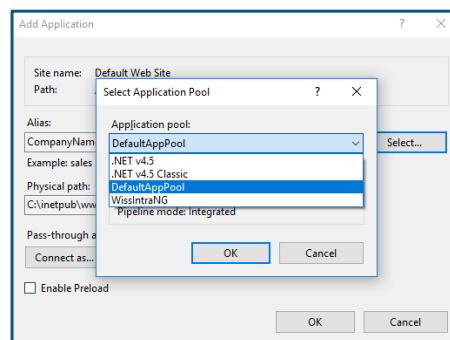 Add Application
Site name: Default Web Site
Path:
Select Application Pool
Alias:
Application pool:
CompanyNam
DefaultAppPool
Select...
Example: sales
.NET v4.5
.NET v4.5 Classic
Physical path:
DefaultAppPool
C:\inetpub\ww
WissIntraNG
Pipeline mode: Integrated
Pass-through a
Connect as...
OK
Cancel
Enable Preload
OK
Cancel